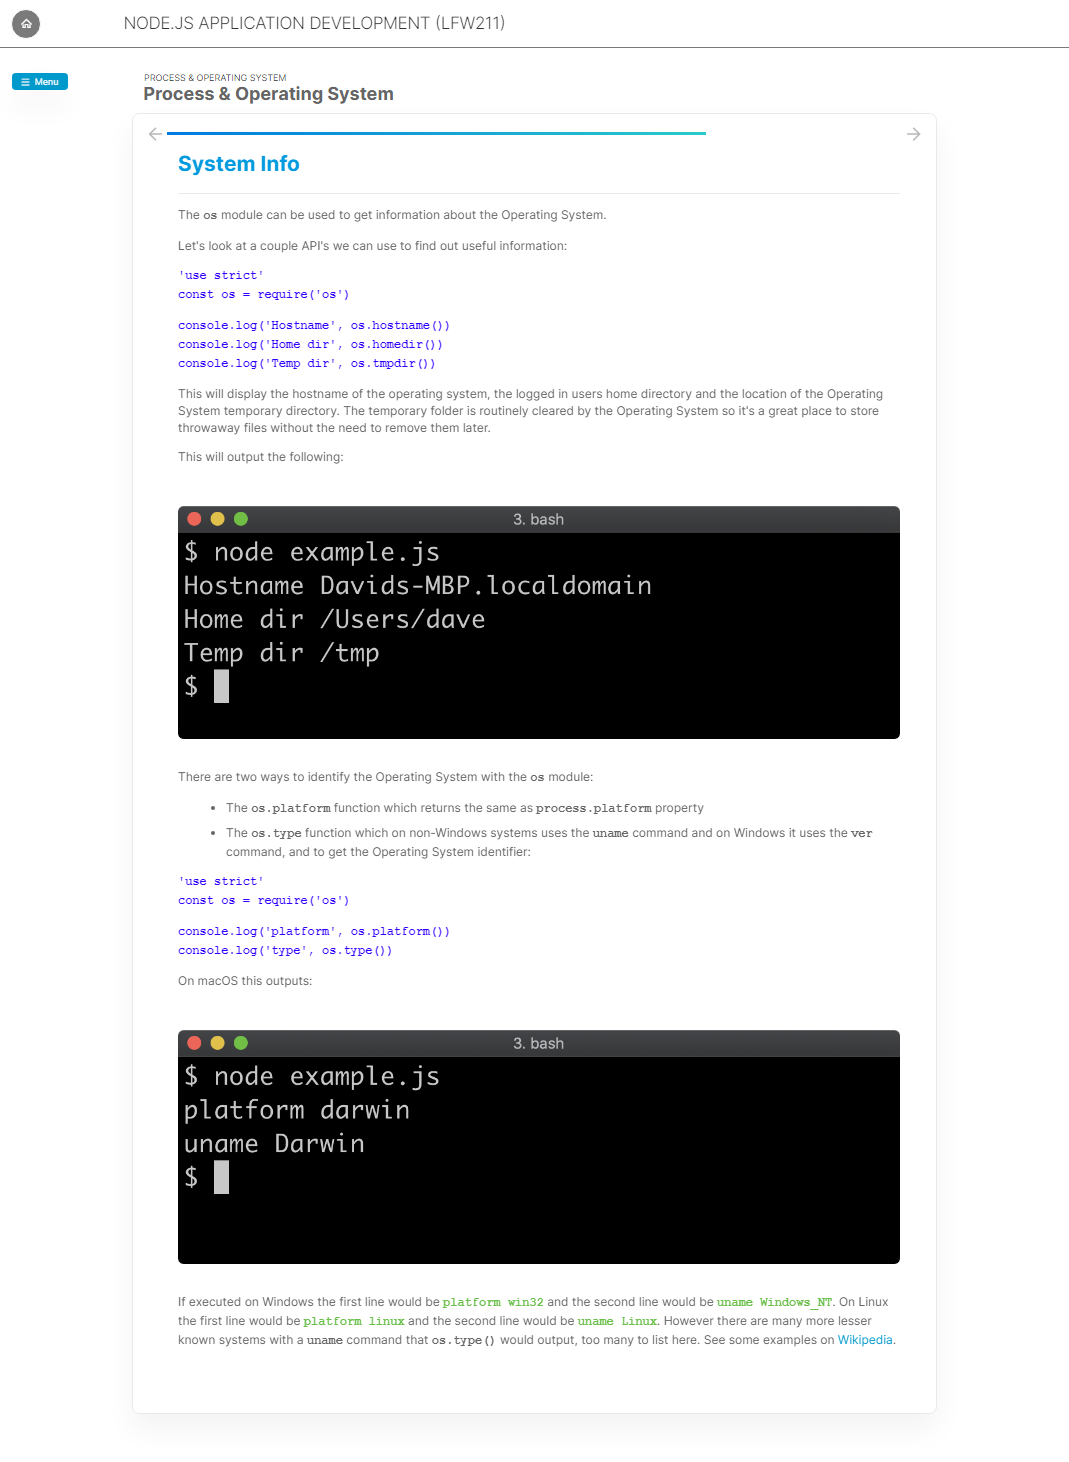 NODE.JS APPLICATION DEVELOPMENT (LFW211)
Menu
PROCESS & OPERATING SYSTEM
Process & Operating System
System Info
The os module can be used to get information about the Operating System.
Let's look at a couple API's we can use to find out useful information:
'use strict'
const os = require('os')
console.log('Hostname', os.hostname())
console.log('Home dir', os.homedir())
console.log('Temp dir', os.tmpdir())
This will display the hostname of the operating system, the logged in users home directory and the location of the Operating
System temporary directory. The temporary folder is routinely cleared by the Operating System so it's a great place to store
throwaway files without the need to remove them later.
This will output the following:
3. bash
$ node example.js
Hostname Davids-MBP.localdomain
Home dir /Users/dave
Temp dir /tmp
$
There are two ways to identify the Operating System with the os module:
• The os.platform function which returns the same as process.platform property
• The os.type function which on non-Windows systems uses the uname command and on Windows it uses the ver
command, and to get the Operating System identifier:
'use strict'
const os = require('os')
console.log('platform', os.platform())
console.log('type', os.type())
On macOS this outputs:
3. bash
$ node example.js
platform darwin
uname Darwin
$
If executed on Windows the first line would be platform win32 and the second line would be uname Windows_NT. On Linux
the first line would be platform linux and the second line would be uname Linux. However there are many more lesser
known systems with a uname command that os.type() would output, too many to list here. See some examples on Wikipedia.